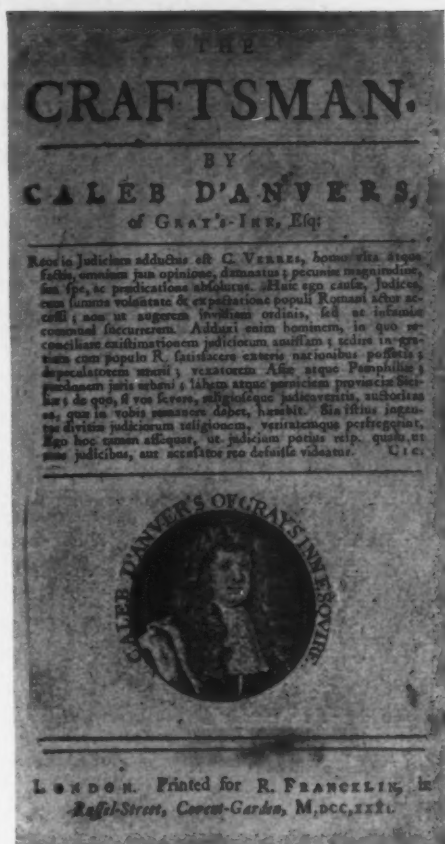 THE
CRAFTSMAN.
BY
CALEB D'ANVERS,
of GRAY'S-INN, Esq;
Reus in Judicium adductus est C. VERRES, homo vita atque
factis, omnium jam opinione, damnatus; pecuniæ magnitudine,
sua spe, ac prædicatione absolutus. Huic ego causæ, Judices,
cum summa voluntate & expectatione populi Romani actor ac-
cessi; non ut augerem invidiam ordinis, sed ut infamiæ
communi succurrerem. Adduxi enim hominem, in quo re-
conciliare existimationem judiciorum amissam; redire in gra-
tiam cum populo R. satisfacere exteris nationibus possetis;
depeculatorem ærarii; vexatorem Asiæ atque Pamphiliæ;
prædonem juris urbani; labem atque perniciem provinciæ Sici-
liæ; de quo, si vos severe, religioseque judicaveritis, auctoritas
ea, quæ in vobis remanere debet, hærebit. Sin istius ingen-
tes divitiæ judiciorum religionem, veritatemque perfregerint,
Ego hoc tamen assequar, ut judicium potius reip. quam, ut
reus judicibus, aut accusator reo defuisse videatur. CIC.
CALEB D'ANVER'S OF GRAYS INN ESQVIRE.
LONDON. Printed for R. FRANCKLIN, in
Russel-Street, Covent-Garden, M,DCC,XXXI.